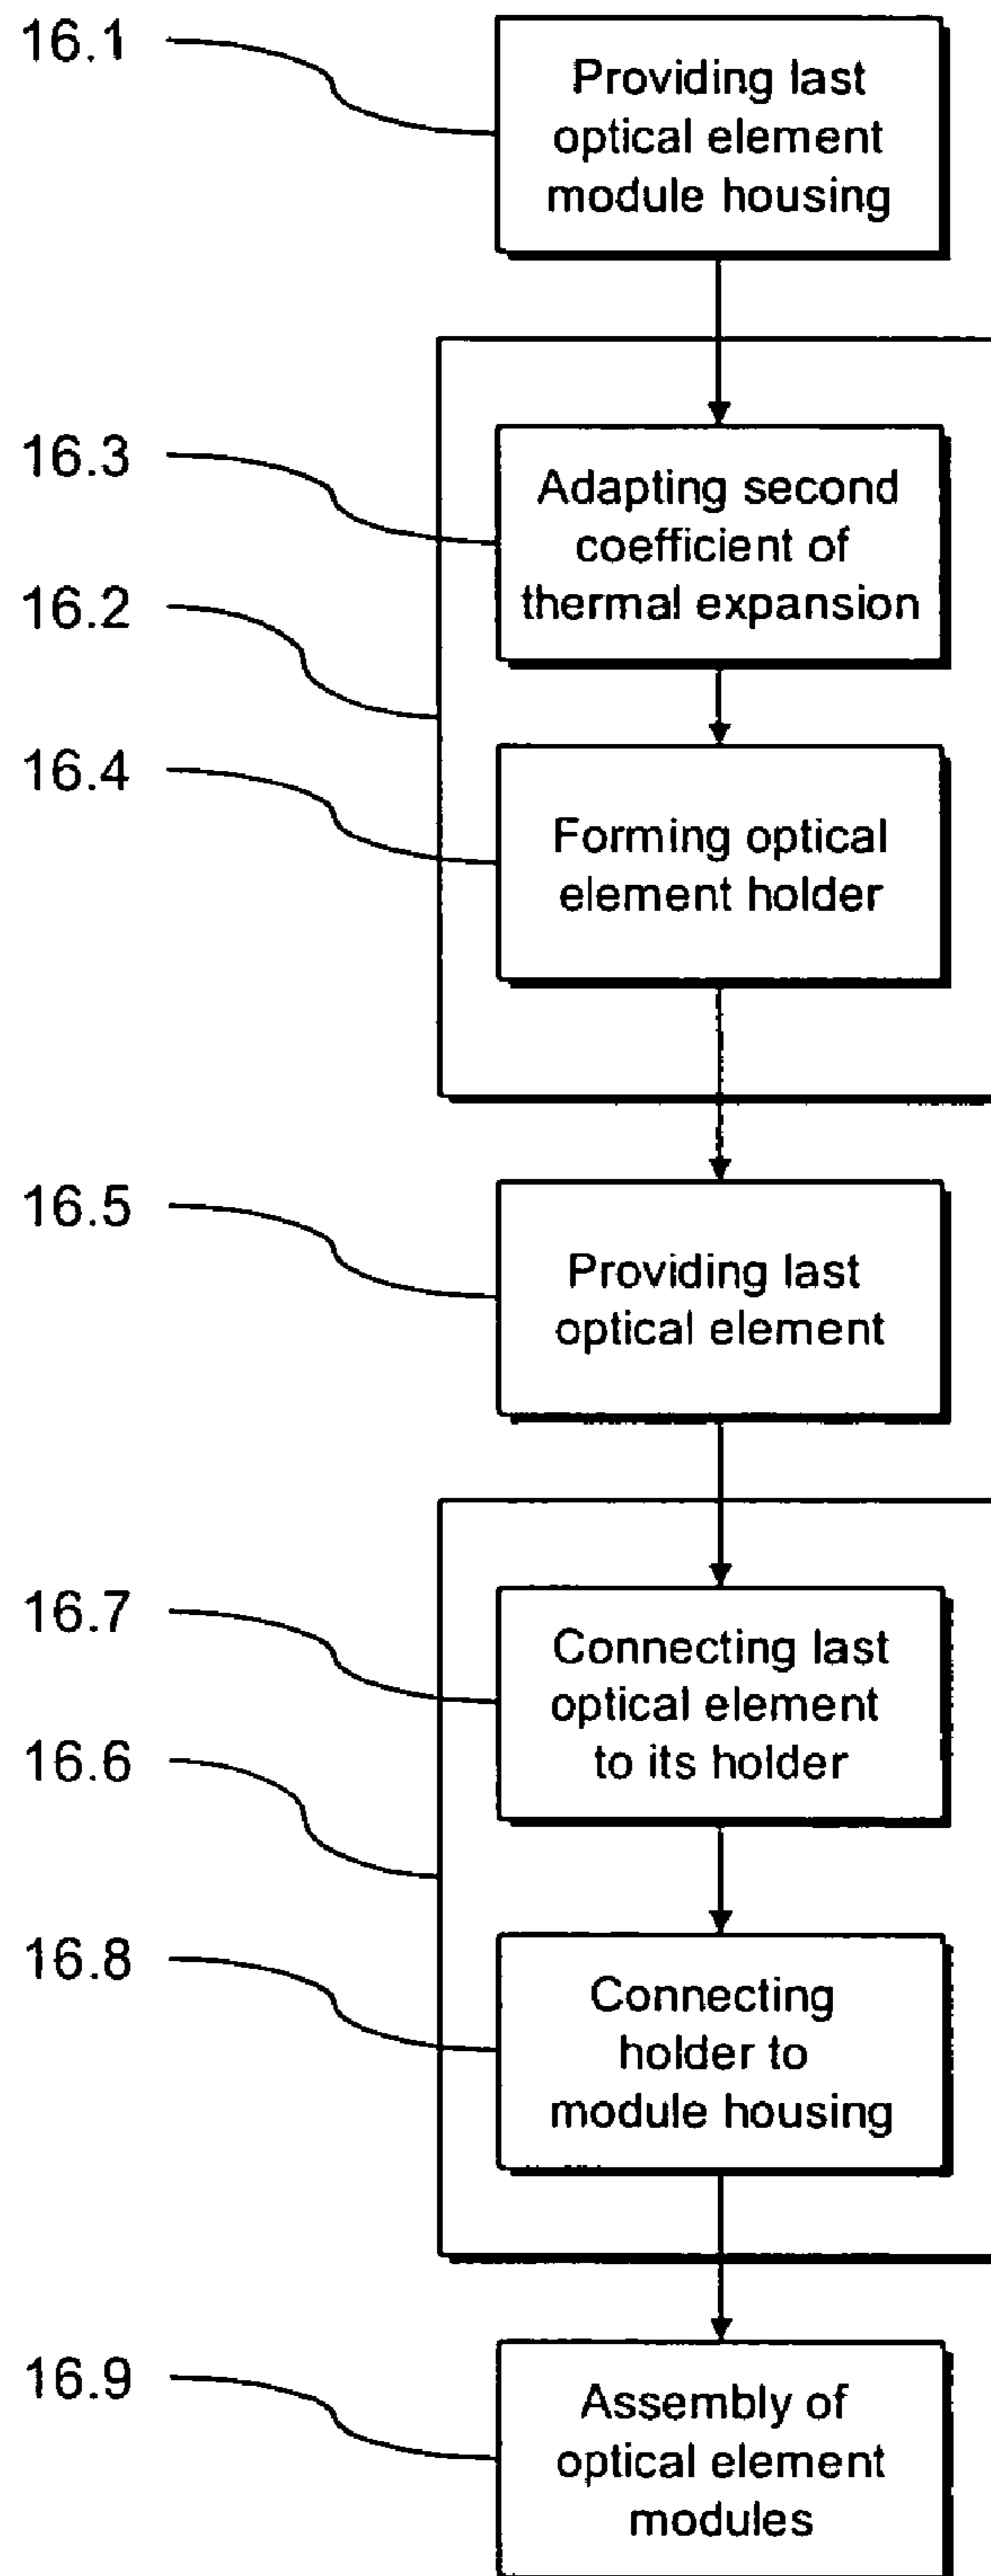 16.1
Providing last
optical element
module housing
16.3
Adapting second
coefficient of
thermal expansion
16.2
16.4
Forming optical
element holder
16.5
Providing last
optical element
16.7
Connecting last
optical element
to its holder
16.6
16.8
Connecting
holder to
module housing
16.9
Assembly of
optical element
modules